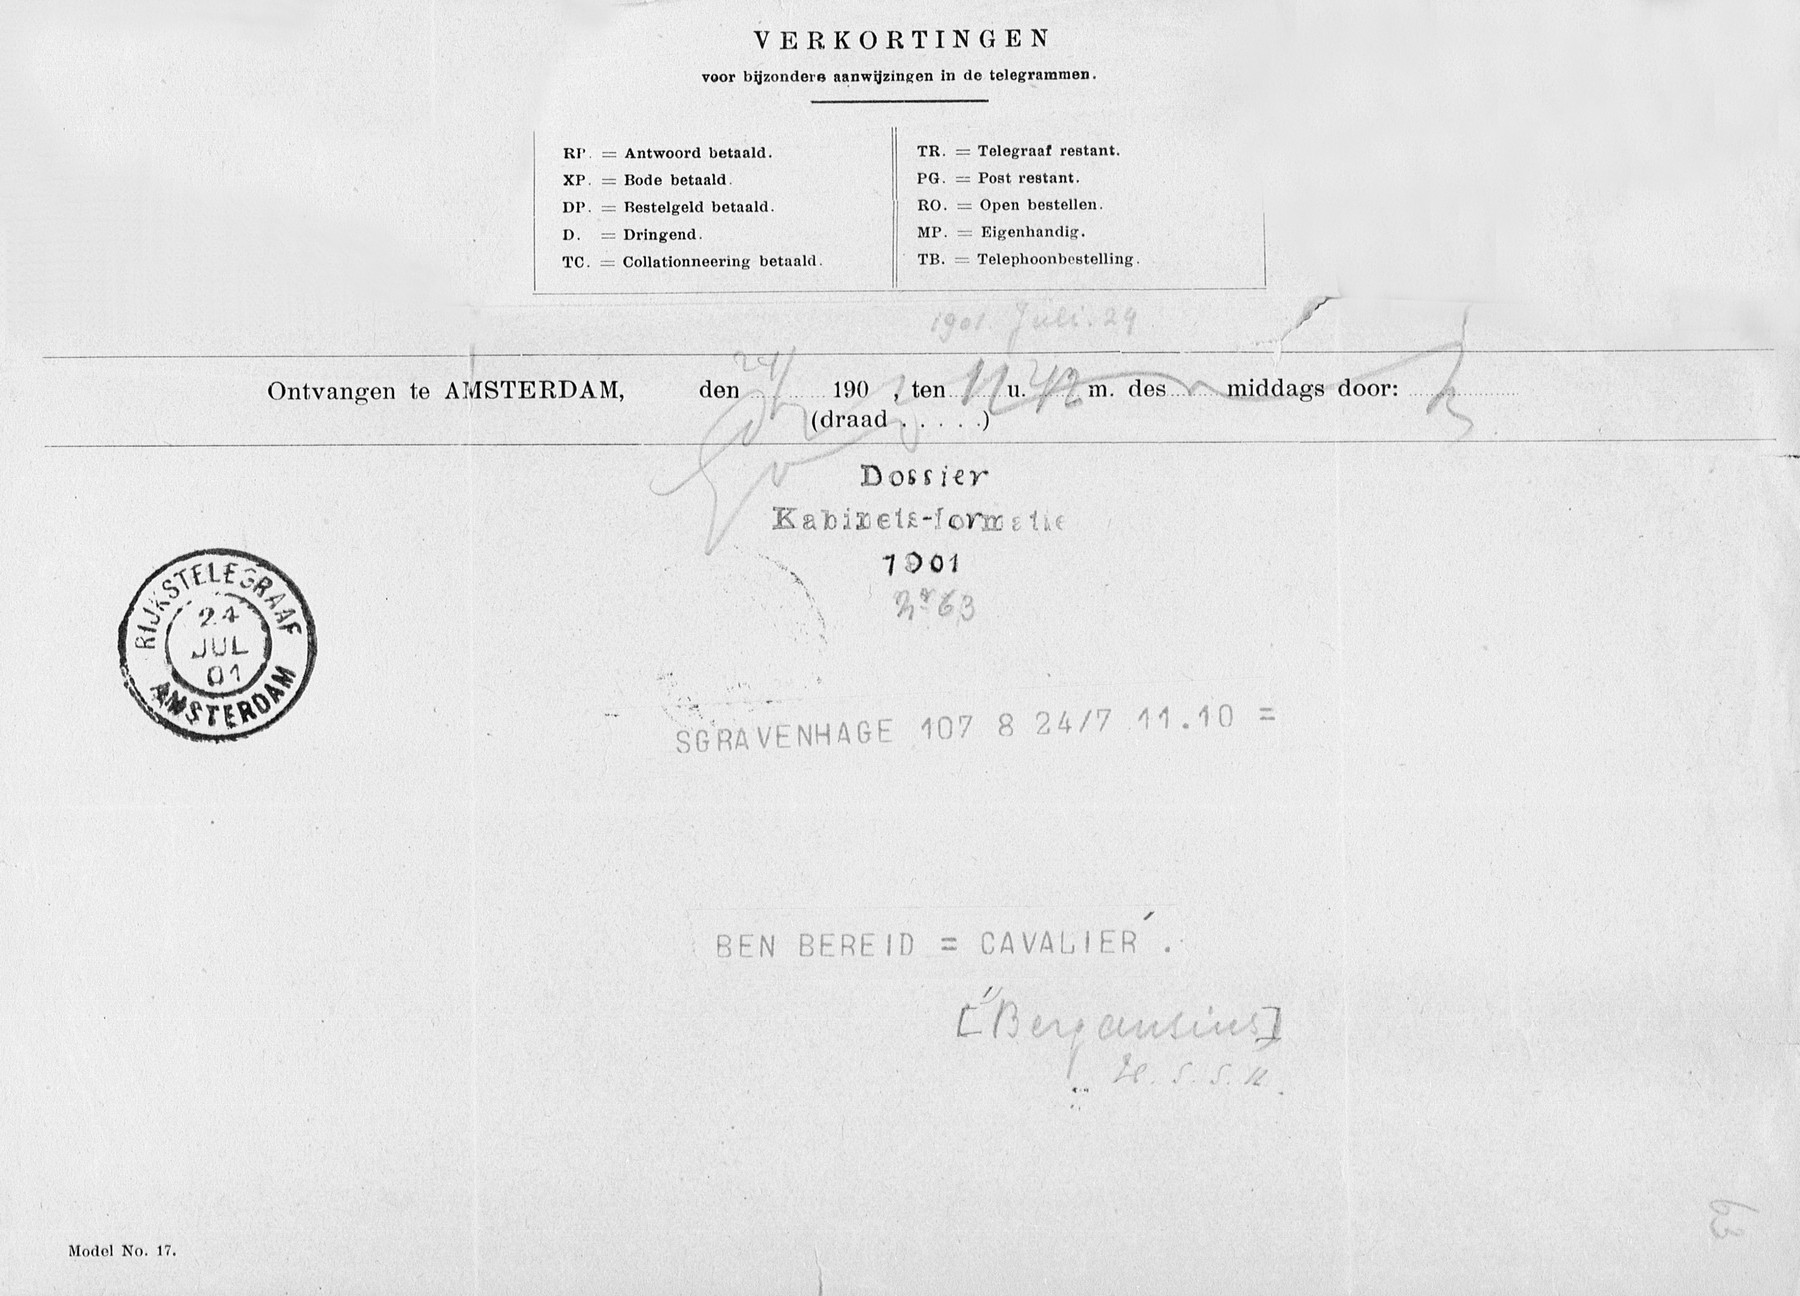 VERKORTINGEN
voor bijzondere aanwijzingen in de telegrammen.
RP. = Antwoord betaald.
XP. = Bode betaald.
DP. = Bestelgeld betaald.
D. = Dringend.
TC. = Collationneering betaald.
TR. = Telegraaf restant.
PG. = Post restant.
RO. = Open bestellen.
MP. = Eigenhandig.
TB. = Telephoonbestelling.
1901. Juli. 29
Ontvangen te AMSTERDAM, den 24/ 190 , ten 11 u. 42 m. des middags door:
(draad . . . . .)
Dossier
Kabinets-formatie
1901
63
RIJKSTELEGRAAF
24
JUL
01
AMSTERDAM
SGRAVENHAGE 107 8 24/7 11.10 =
BEN BEREID = CAVALIER .
["Bergansius]
63
Model No. 17.